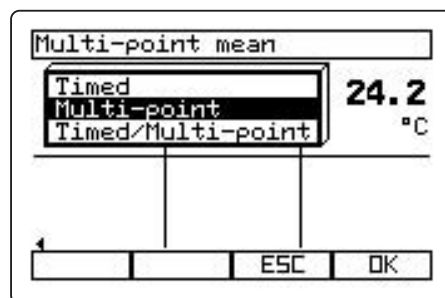 Multi-point mean
Timed
Multi-point
Timed/Multi-point
24.2
°C
ESC OK